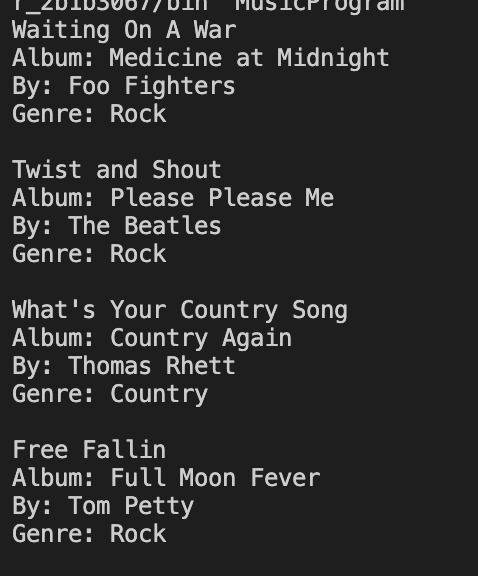 r_2b1b3067/bin' MusicProgram
Waiting On A War
Album: Medicine at Midnight
By: Foo Fighters
Genre: Rock
Twist and Shout
Album: Please Please Me
By: The Beatles
Genre: Rock
What's Your Country Song
Album: Country Again
By: Thomas Rhett
Genre: Country
Free Fallin
Album: Full Moon Fever
By: Tom Petty
Genre: Rock